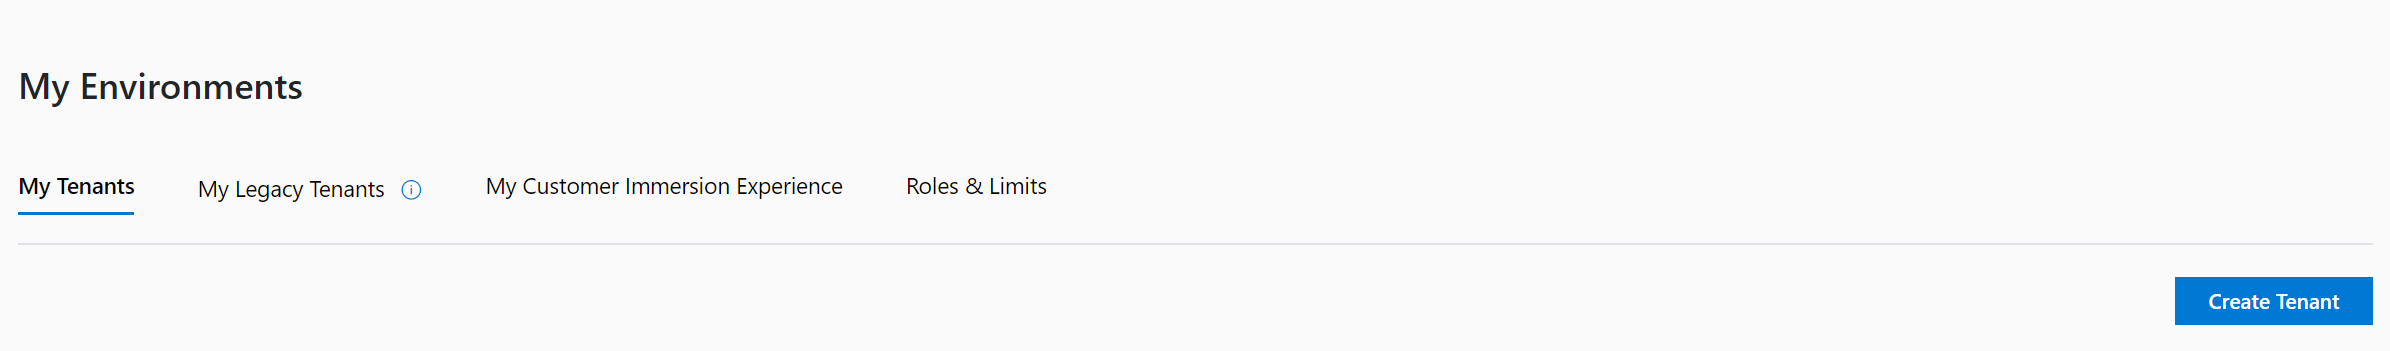 My Environments
My Tenants
My Legacy Tenants
My Customer Immersion Experience
Roles & Limits
Create Tenant